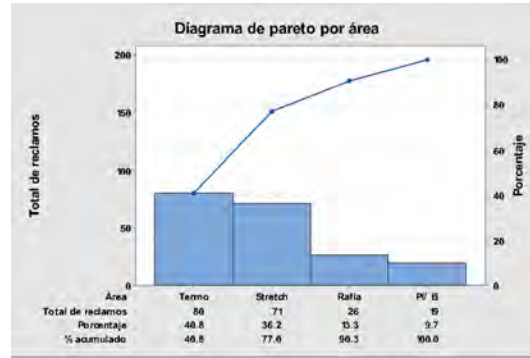 Diagrama de pareto por área
200
150
100
50
0
Total de reclamos
100
80
60
40
20
0
Porcentaje
Área Termo Stretch Rafia PI/ B
Total de reclamos 80 71 26 19
Porcentaje 40.8 36.2 13.3 9.7
% acumulado 40.8 77.0 90.3 100.0